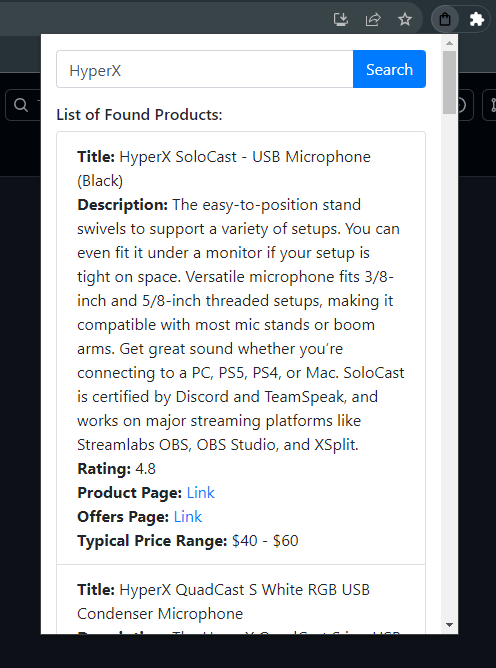 HyperX
Search
List of Found Products:
Title: HyperX SoloCast - USB Microphone
(Black)
Description: The easy-to-position stand
swivels to support a variety of setups. You can
even fit it under a monitor if your setup is
tight on space. Versatile microphone fits 3/8-
inch and 5/8-inch threaded setups, making it
compatible with most mic stands or boom
arms. Get great sound whether you’re
connecting to a PC, PS5, PS4, or Mac. SoloCast
is certified by Discord and TeamSpeak, and
works on major streaming platforms like
Streamlabs OBS, OBS Studio, and XSplit.
Rating: 4.8
Product Page: Link
Offers Page: Link
Typical Price Range: $40 - $60
Title: HyperX QuadCast S White RGB USB
Condenser Microphone